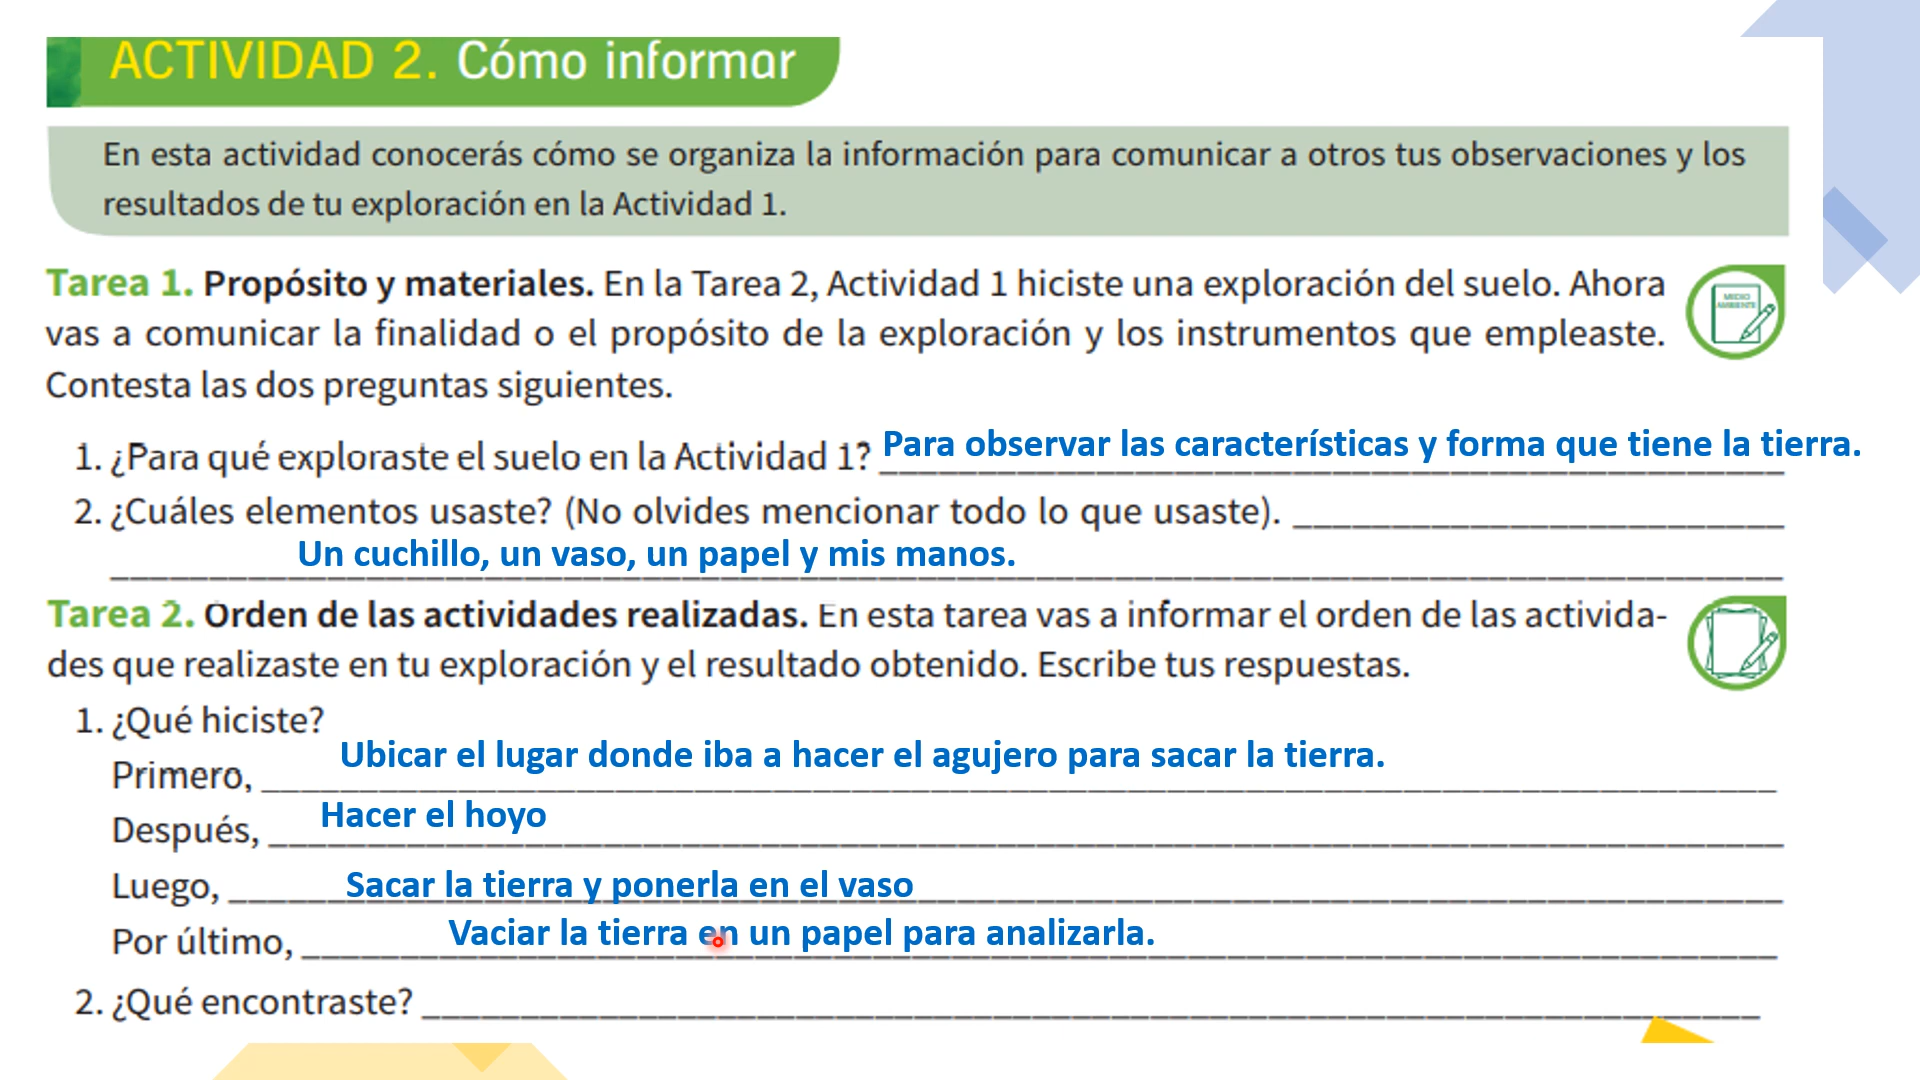 ACTIVIDAD 2. Cómo informar
En esta actividad conocerás cómo se organiza la información para comunicar a otros tus observaciones y los
resultados de tu exploración en la Actividad 1.
Tarea 1. Propósito y materiales. En la Tarea 2, Actividad 1 hiciste una exploración del suelo. Ahora
vas a comunicar la finalidad o el propósito de la exploración y los instrumentos que empleaste.
Contesta las dos preguntas siguientes.
MEDIO
AMBIENTE
1. ¿Para qué exploraste el suelo en la Actividad 1? Para observar las características y forma que tiene la tierra.
2. ¿Cuáles elementos usaste? (No olvides mencionar todo lo que usaste).
Un cuchillo, un vaso, un papel y mis manos.
Tarea 2. Orden de las actividades realizadas. En esta tarea vas a informar el orden de las activida-
des que realizaste en tu exploración y el resultado obtenido. Escribe tus respuestas.
1. ¿Qué hiciste?
Primero, Ubicar el lugar donde iba a hacer el agujero para sacar la tierra.
Después, Hacer el hoyo
Luego, Sacar la tierra y ponerla en el vaso
Por último, Vaciar la tierra en un papel para analizarla.
2. ¿Qué encontraste?